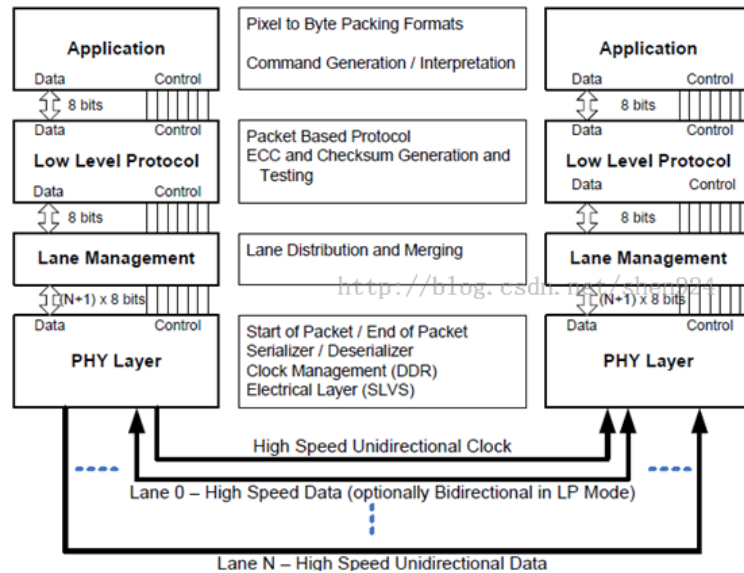 Application
Data Control
8 bits
Data Control
Low Level Protocol
Data Control
8 bits
Lane Management
(N+1) x 8 bits
Data Control
PHY Layer
Pixel to Byte Packing Formats
Command Generation / Interpretation
Packet Based Protocol
ECC and Checksum Generation and
Testing
Lane Distribution and Merging
Start of Packet / End of Packet
Serializer / Deserializer
Clock Management (DDR)
Electrical Layer (SLVS)
Application
Data Control
8 bits
Data Control
Low Level Protocol
Data Control
8 bits
Lane Management
(N+1) x 8 bits
Data Control
PHY Layer
High Speed Unidirectional Clock
Lane 0 – High Speed Data (optionally Bidirectional in LP Mode)
Lane N – High Speed Unidirectional Data